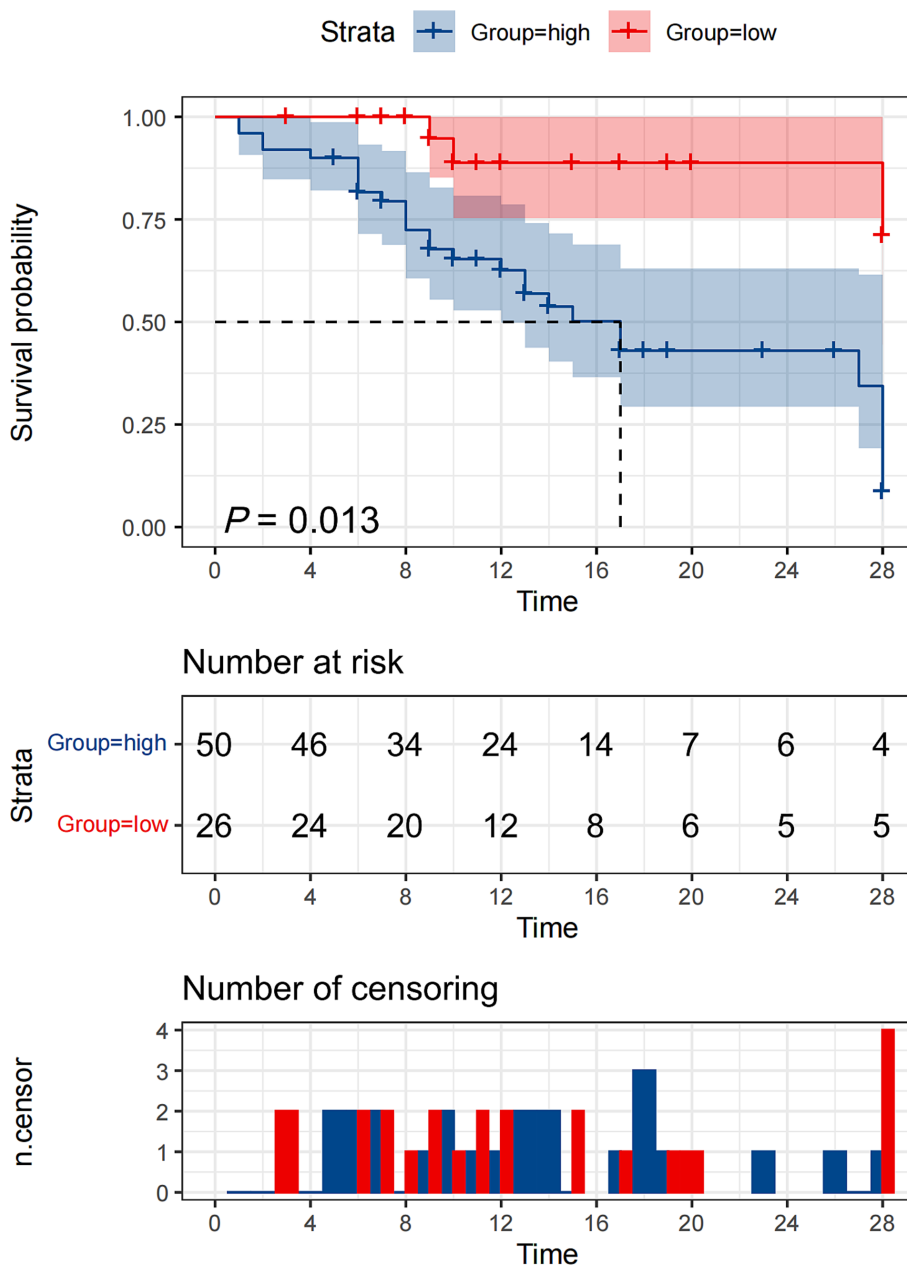 Strata Group=high Group=low
Survival probability
1.00
0.75
0.50
0.25
0.00
P = 0.013
0 4 8 12 16 20 24 28
Time
Number at risk
Strata
Group=high 50 46 34 24 14 7 6 4
Group=low 26 24 20 12 8 6 5 5
0 4 8 12 16 20 24 28
Time
Number of censoring
n.censor
4
3
2
1
0
0 4 8 12 16 20 24 28
Time